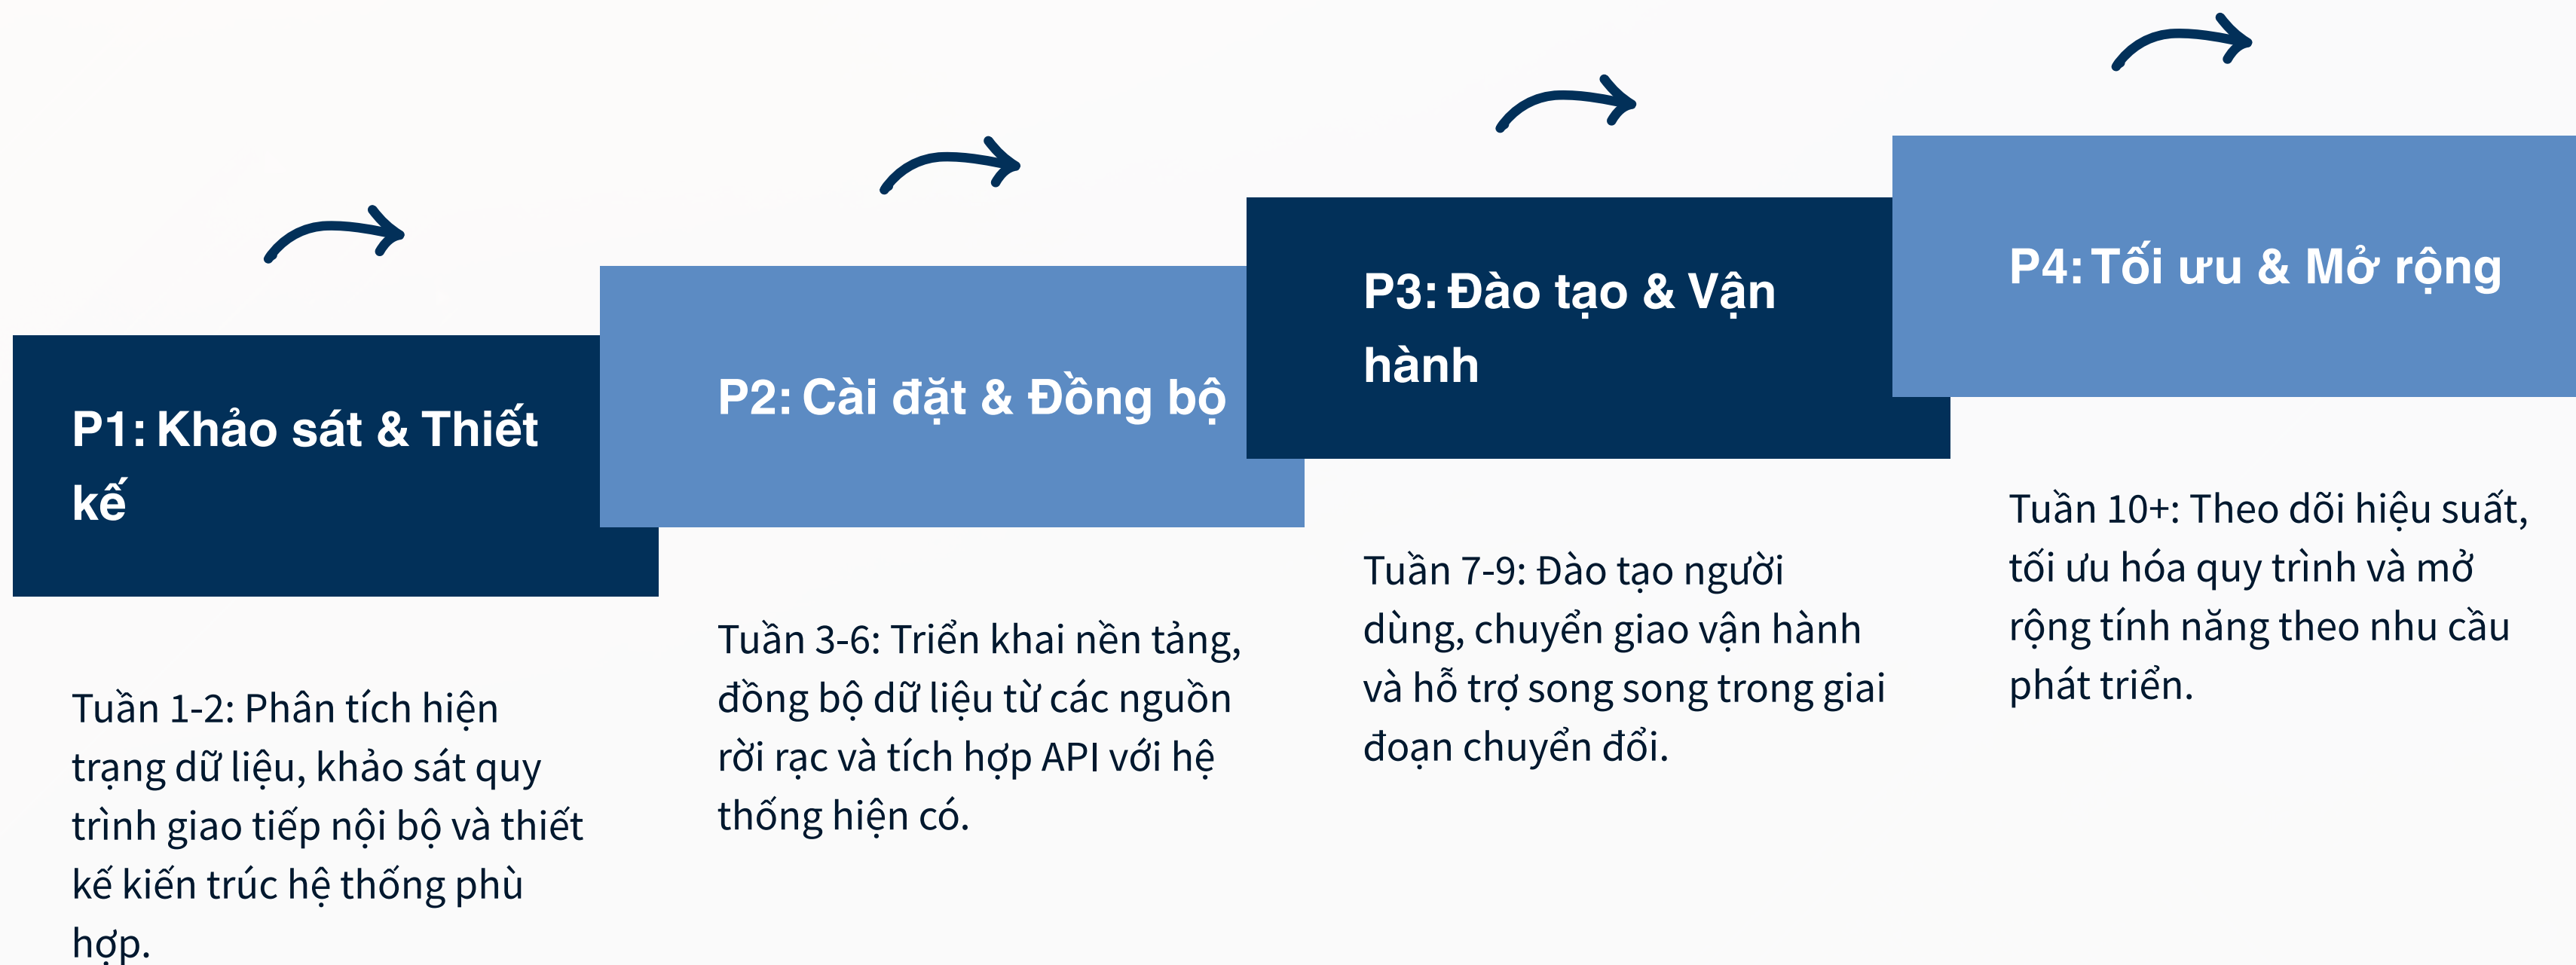 P1: Khảo sát & Thiết
kế
Tuần 1-2: Phân tích hiện
trạng dữ liệu, khảo sát quy
trình giao tiếp nội bộ và thiết
kế kiến trúc hệ thống phù
hợp.
P2: Cài đặt & Đồng bộ
Tuần 3-6: Triển khai nền tảng,
đồng bộ dữ liệu từ các nguồn
rời rạc và tích hợp API với hệ
thống hiện có.
P3: Đào tạo & Vận
hành
Tuần 7-9: Đào tạo người
dùng, chuyển giao vận hành
và hỗ trợ song song trong giai
đoạn chuyển đổi.
P4: Tối ưu & Mở rộng
Tuần 10+: Theo dõi hiệu suất,
tối ưu hóa quy trình và mở
rộng tính năng theo nhu cầu
phát triển.